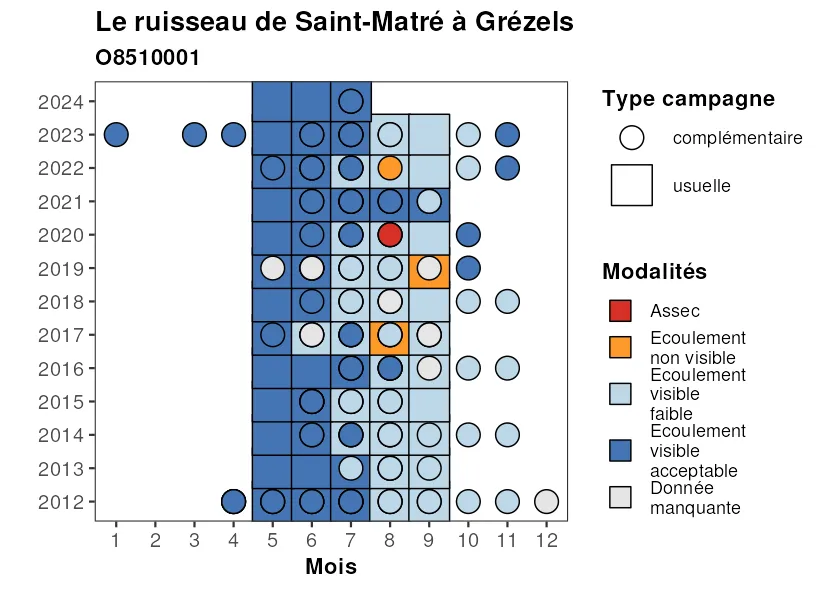 Le ruisseau de Saint-Matré à Grézels
O8510001
2024
2023
2022
2021
2020
2019
2018
2017
2016
2015
2014
2013
2012
1 2 3 4 5 6 7 8 9 10 11 12
Mois
Type campagne
complémentaire
usuelle
Modalités
Assec
Ecoulement
non visible
Ecoulement
visible
faible
Ecoulement
visible
acceptable
Donnée
manquante